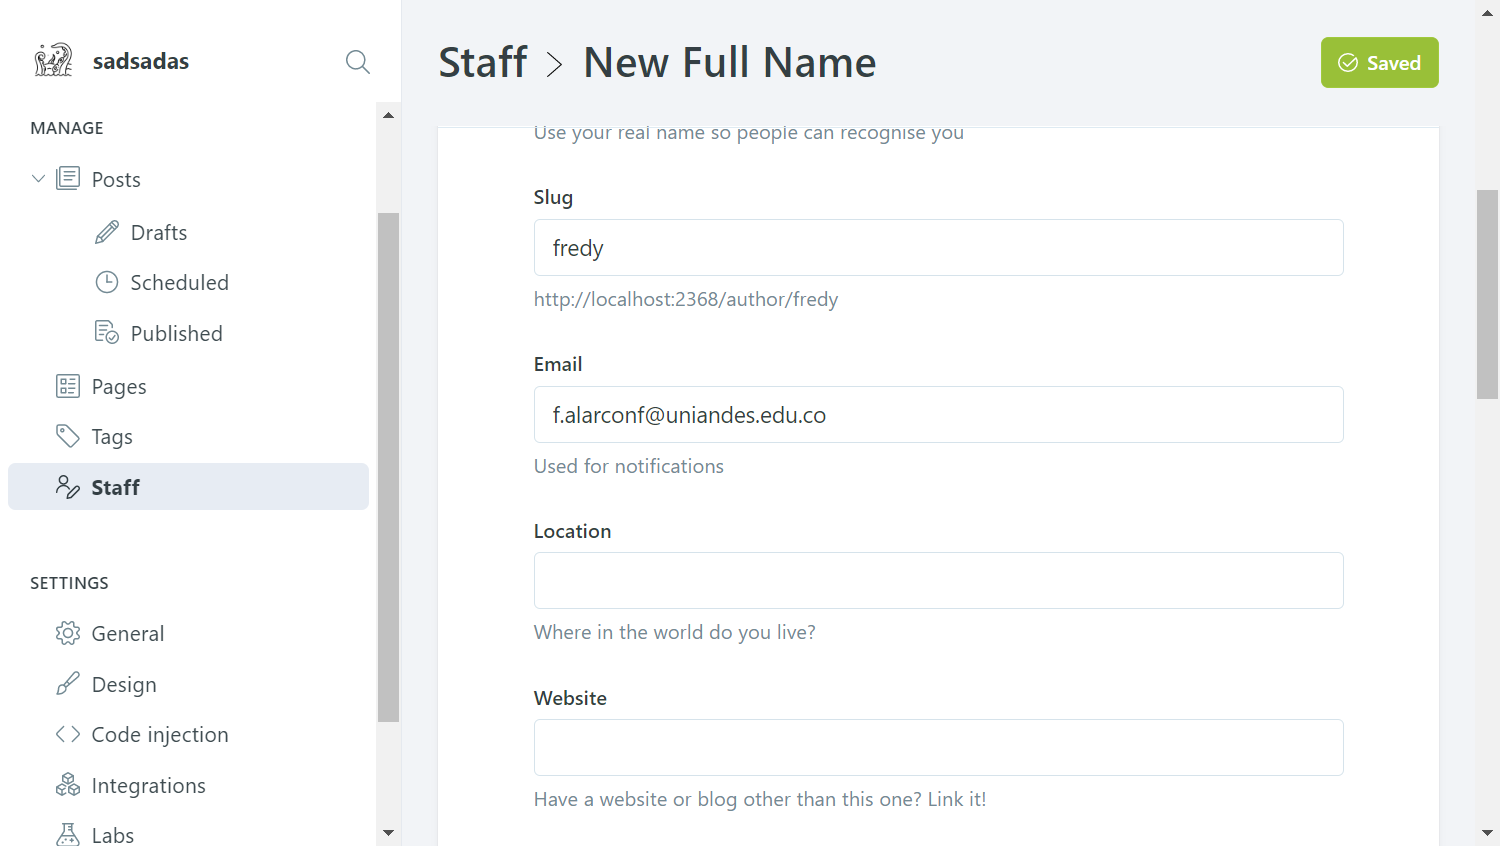 sadsadas
MANAGE
Posts
Drafts
Scheduled
Published
Pages
Tags
Staff
SETTINGS
General
Design
Code injection
Integrations
Labs
Staff > New Full Name
Saved
Use your real name so people can recognise you
Slug
fredy
http://localhost:2368/author/fredy
Email
f.alarconf@uniandes.edu.co
Used for notifications
Location
Where in the world do you live?
Website
Have a website or blog other than this one? Link it!